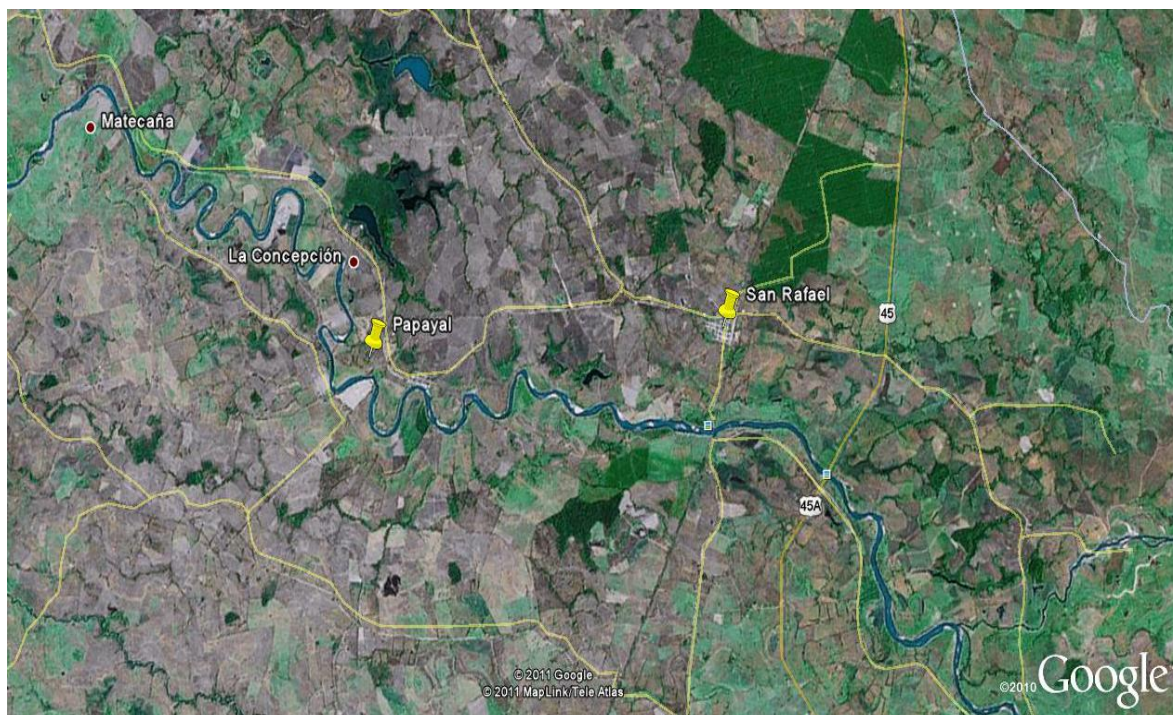 Matecaña
La Concepción
Papayal
San Rafael
45
45A
© 2011 Google
© 2011 MapLink/Tele Atlas
©2010 Google